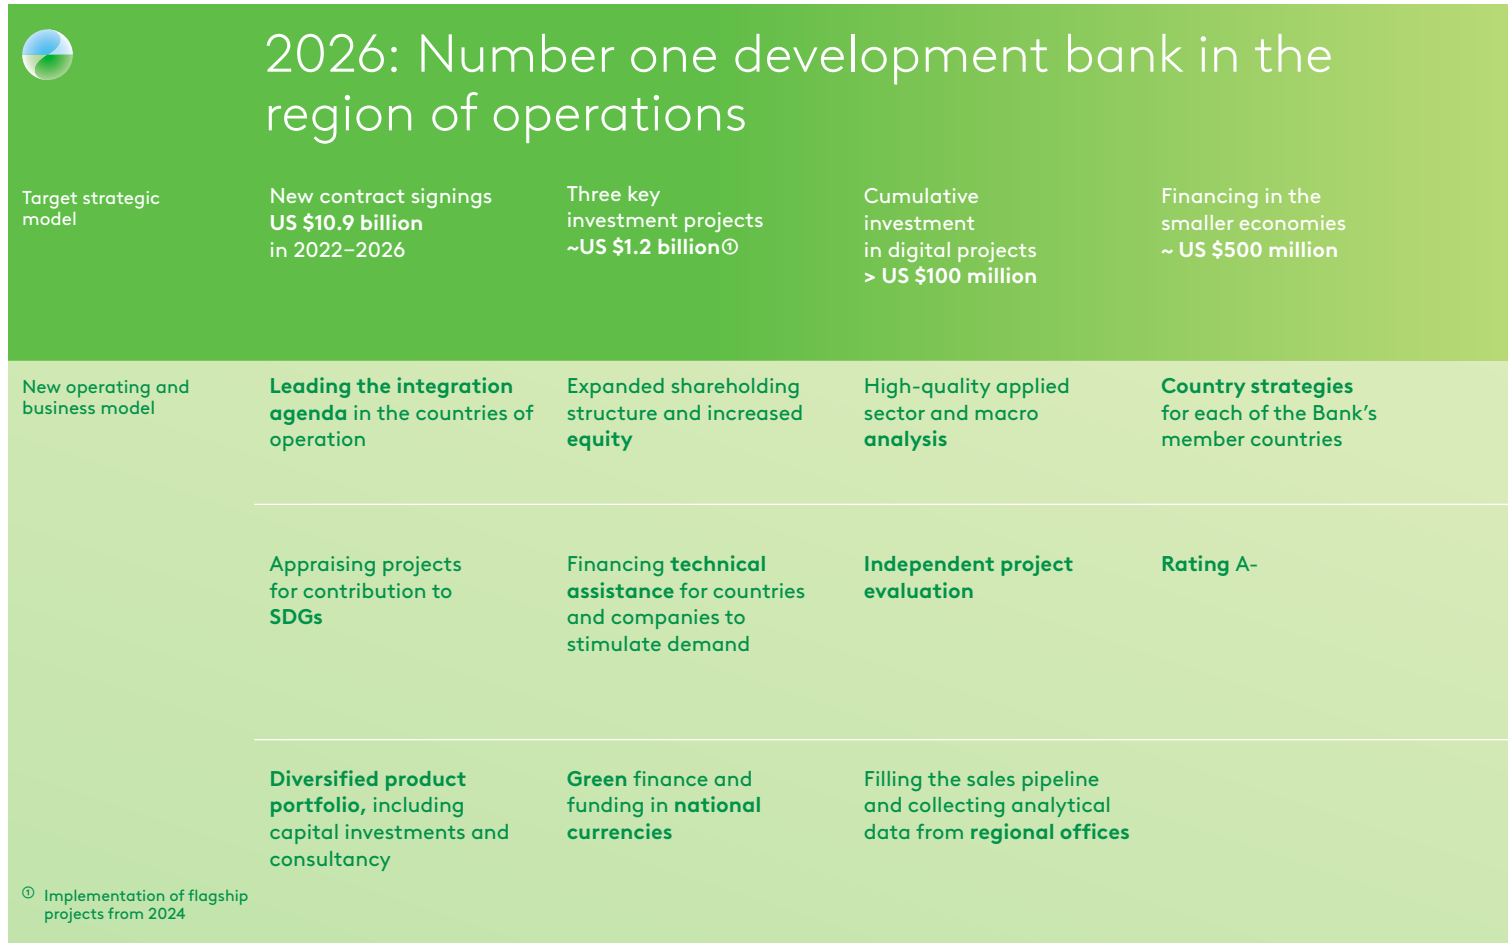 2026: Number one development bank in the
region of operations
Target strategic
model
New contract signings
US $10.9 billion
in 2022–2026
Three key
investment projects
~US $1.2 billion①
Cumulative
investment
in digital projects
> US $100 million
Financing in the
smaller economies
~ US $500 million
New operating and
business model
Leading the integration
agenda in the countries of
operation
Expanded shareholding
structure and increased
equity
High-quality applied
sector and macro
analysis
Country strategies
for each of the Bank’s
member countries
Appraising projects
for contribution to
SDGs
Financing technical
assistance for countries
and companies to
stimulate demand
Independent project
evaluation
Rating A-
Diversified product
portfolio, including
capital investments and
consultancy
Green finance and
funding in national
currencies
Filling the sales pipeline
and collecting analytical
data from regional offices
① Implementation of flagship
projects from 2024